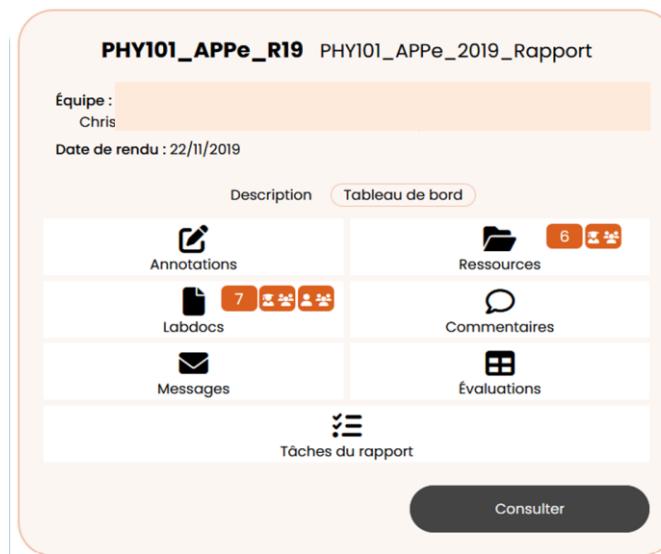 PHY101_APPe_R19 PHY101_APPe_2019_Rapport
Équipe :
Chris
Date de rendu : 22/11/2019
Description Tableau de bord
Annotations
6
Ressources
7
Labdocs
Commentaires
Messages
Évaluations
Tâches du rapport
Consulter